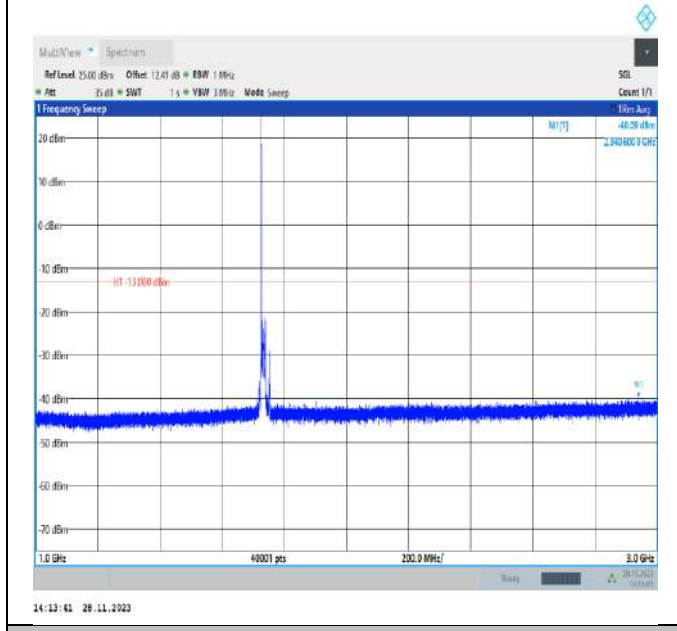 MultiView Spectrum
Ref Level 25.00 dBm Offset 12.41 dB RBW 1 MHz SGL
Att 35 dB SWT 1 s VBW 3 MHz Mode Sweep Count 1/1
1 Frequency Sweep 1Rm Avg
M1[1] -40.09 dBm
2.940 600 0 GHz
20 dBm
10 dBm
0 dBm
-10 dBm
H1 -13.000 dBm
-20 dBm
-30 dBm
M1
-40 dBm
-50 dBm
-60 dBm
-70 dBm
1.0 GHz 40001 pts 200.0 MHz/ 3.0 GHz
Ready 28.11.2023
14:13:41 28.11.2023